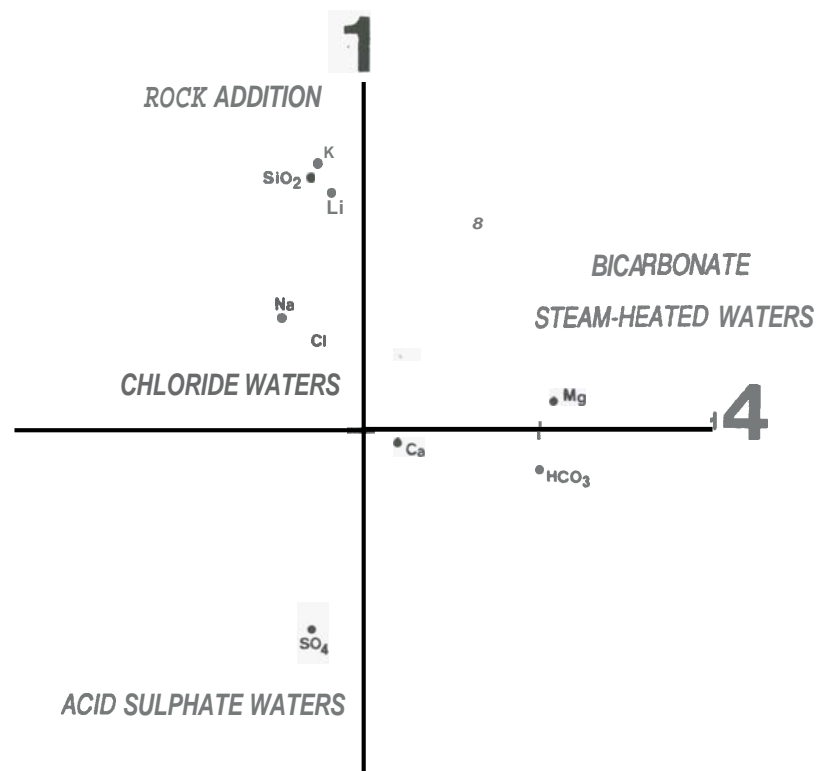 1
ROCK ADDITION
K
SiO₂
Li
8
BICARBONATE
STEAM-HEATED WATERS
Na
Cl
CHLORIDE WATERS
Mg
4
Ca
HCO₃
SO₄
ACID SULPHATE WATERS